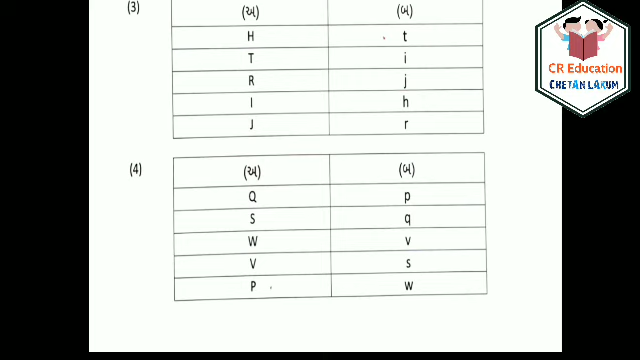 (3)
(અ) (બ)
H t
T i
R j
I h
J r
(4)
(અ) (બ)
Q p
S q
W v
V s
P w
CR Education
CHETAN LAKUM